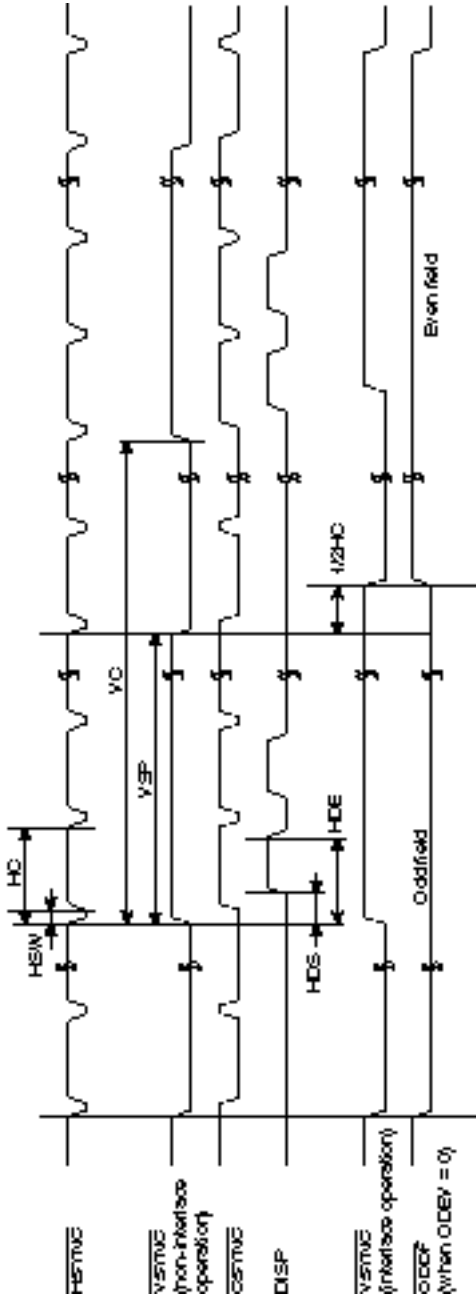 HC
HSW
HSYNC
VC
VSYNC
(non-interlace
operation)
VSP
CSYNC
DISP
HDS
HDE
1/2HC
VSYNC
(interlace operation)
Odd field
Even field
ODDF
(when ODEV = 0)